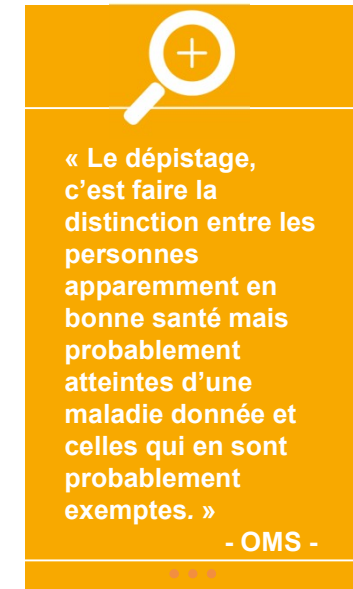 « Le dépistage,
c’est faire la
distinction entre les
personnes
apparemment en
bonne santé mais
probablement
atteintes d’une
maladie donnée et
celles qui en sont
probablement
exemptes. »
- OMS -